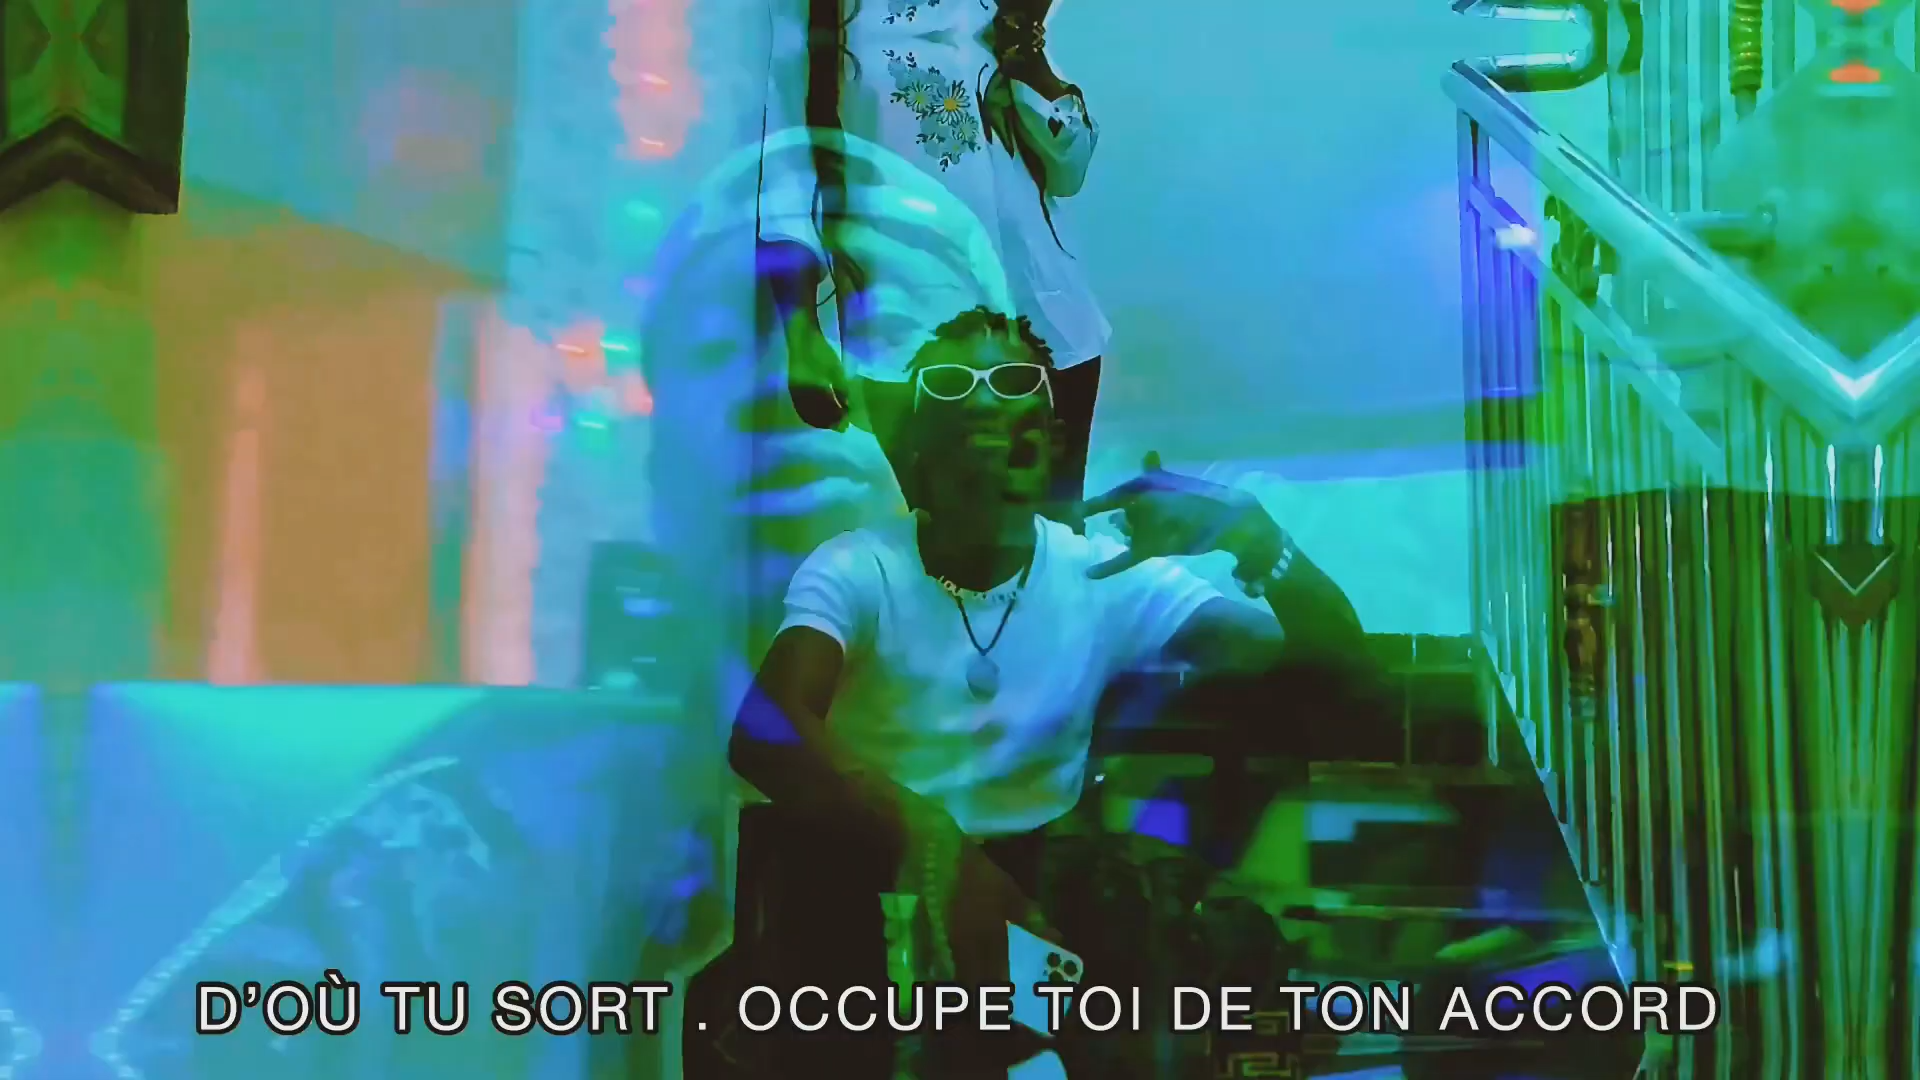 D’OÙ TU SORT . OCCUPE TOI DE TON ACCORD